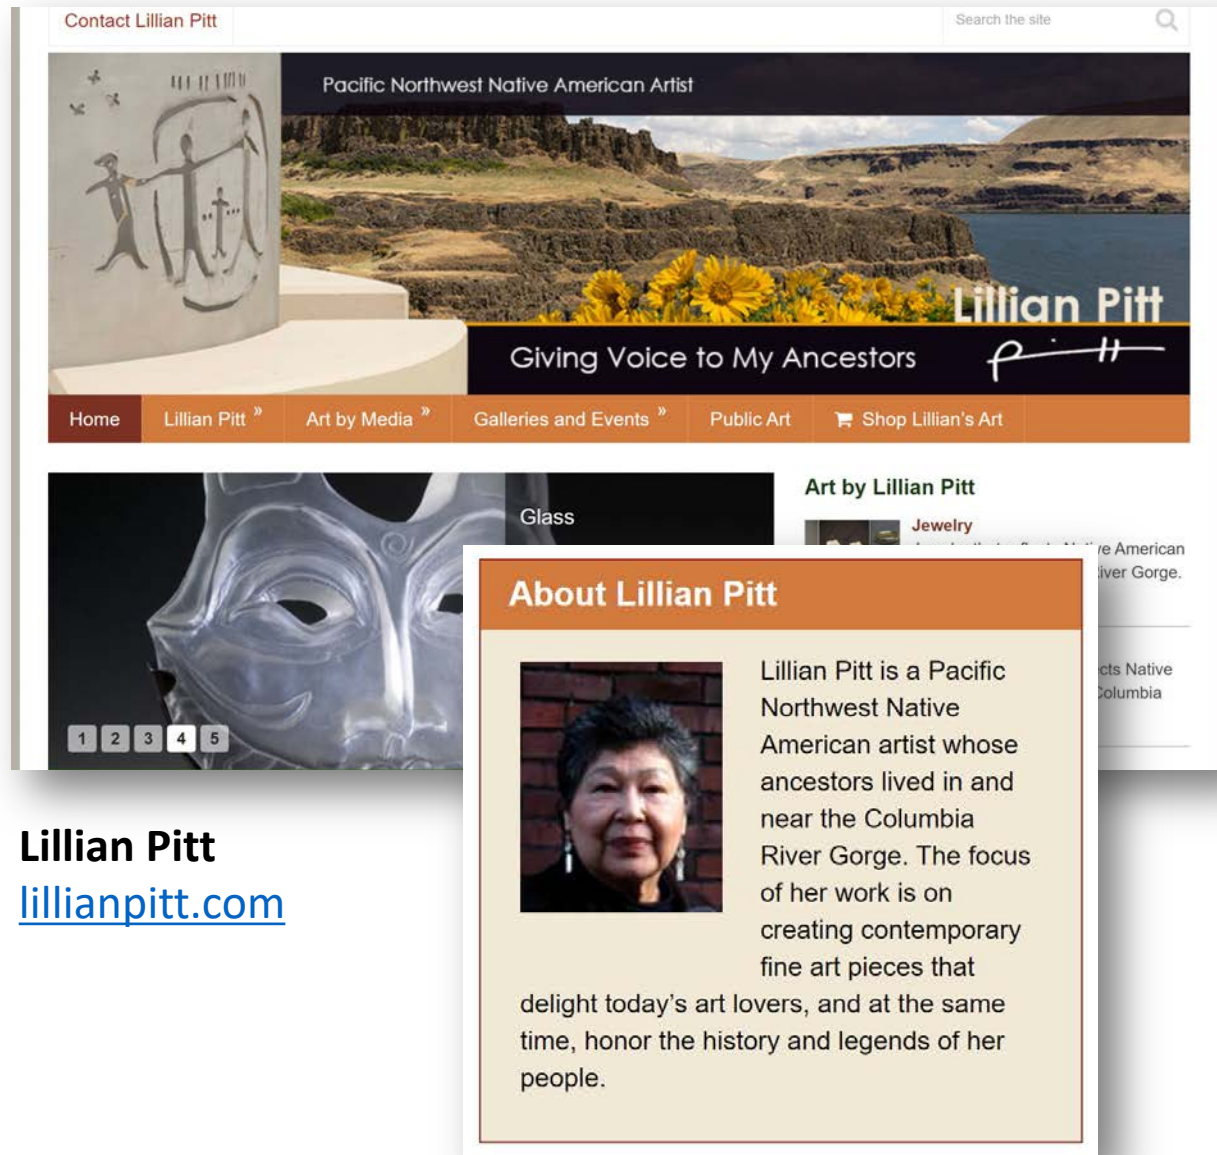 Contact Lillian Pitt
Search the site
Pacific Northwest Native American Artist
Lillian Pitt
Giving Voice to My Ancestors
pitt
Home
Lillian Pitt »
Art by Media »
Galleries and Events »
Public Art
Shop Lillian's Art
Glass
1 2 3 4 5
Art by Lillian Pitt
Jewelry
Native American
River Gorge.
Native
Columbia
About Lillian Pitt
Lillian Pitt is a Pacific
Northwest Native
American artist whose
ancestors lived in and
near the Columbia
River Gorge. The focus
of her work is on
creating contemporary
fine art pieces that
delight today's art lovers, and at the same
time, honor the history and legends of her
people.
Lillian Pitt
lillianpitt.com